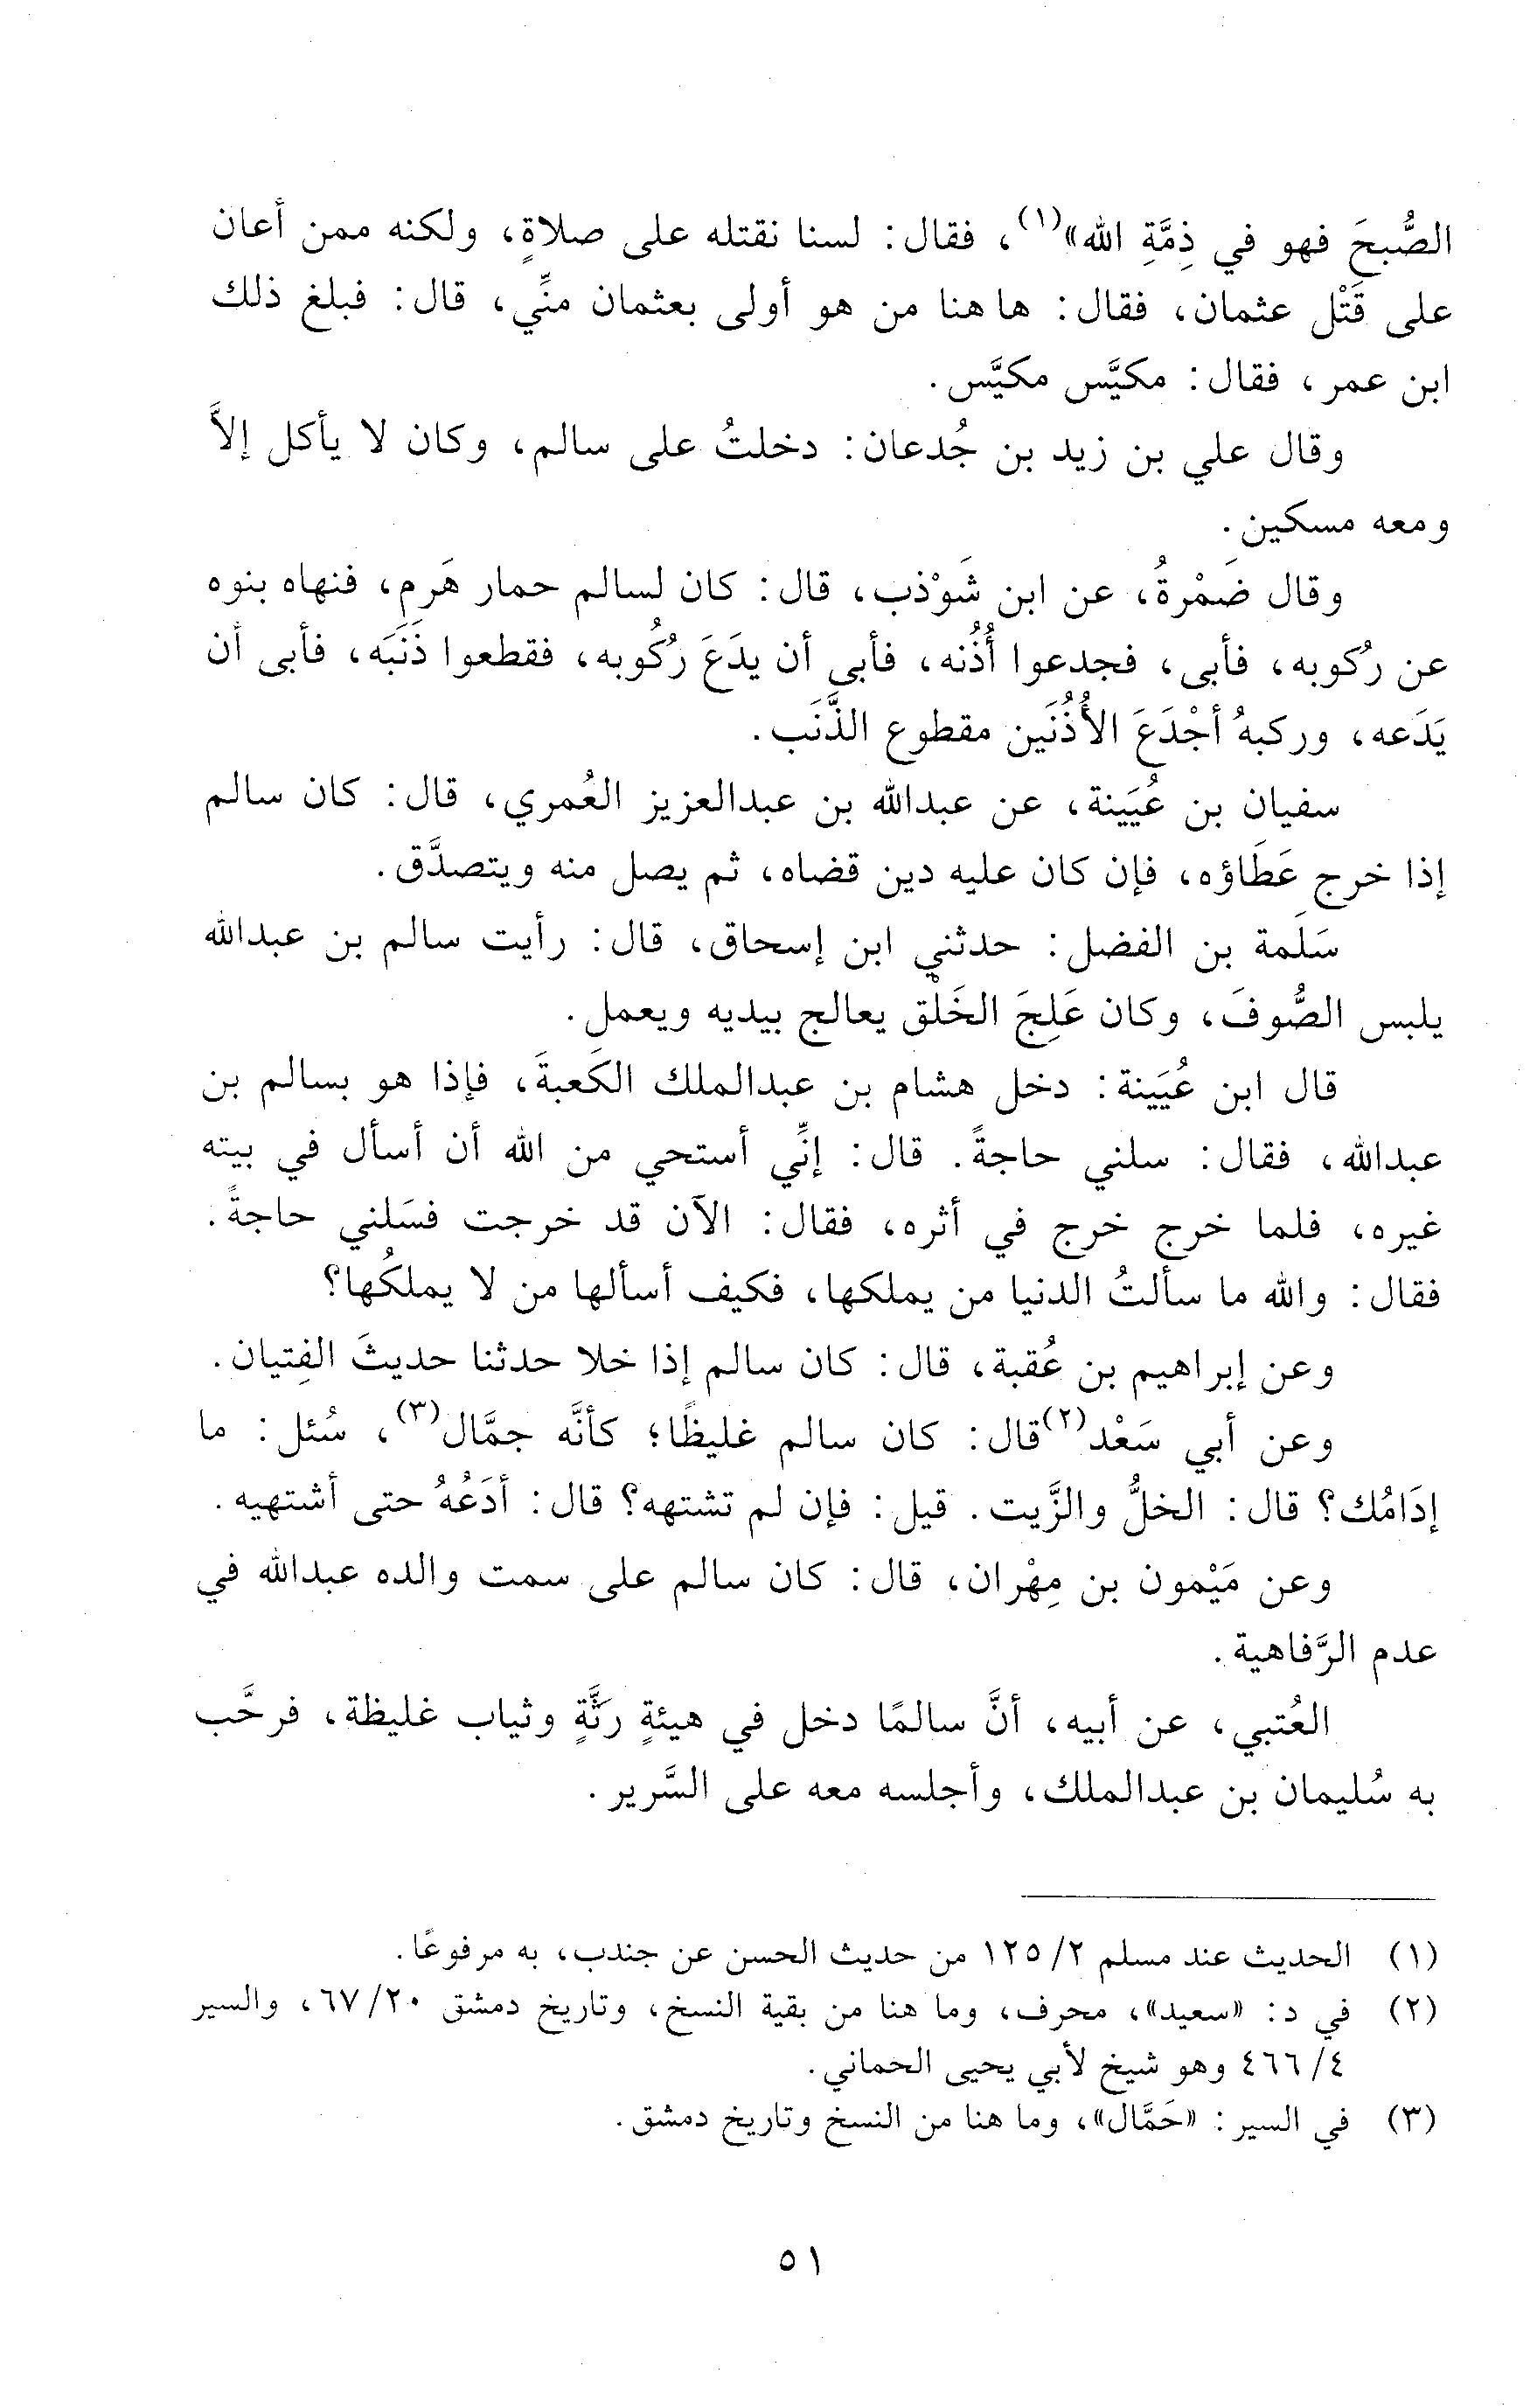 الصُّبحَ فهو في ذِمَّةِ الله»(١)، فقال: لسنا نقتله على صلاةٍ، ولكنه ممن أعان
على قَتْل عثمان، فقال: ها هنا من هو أولى بعثمان منِّي، قال: فبلغ ذلك
ابن عمر، فقال: مكيَّس مكيَّس.
وقال علي بن زيد بن جُدعان: دخلتُ على سالم، وكان لا يأكل إلاَّ
ومعه مسكين.
وقال ضَمْرةُ، عن ابن شَوْذب، قال: كان لسالم حمار هَرِم، فنهاه بنوه
عن رُكوبه، فأبى، فجدعوا أُذُنه، فأبى أن يدَعَ رُكُوبه، فقطعوا ذَنَبَه، فأبى أن
يَدَعه، وركبهُ أجْدَعَ الأُذُنَين مقطوع الذَّنَب.
سفيان بن عُيَينة، عن عبدالله بن عبدالعزيز العُمري، قال: كان سالم
إذا خرج عَطَاؤه، فإن كان عليه دين قضاه، ثم يصل منه ويتصدَّق.
سَلَمة بن الفضل: حدثني ابن إسحاق، قال: رأيت سالم بن عبدالله
يلبس الصُّوفَ، وكان عَلِجَ الخَلْق يعالج بيديه ويعمل.
قال ابن عُيَينة: دخل هشام بن عبدالملك الكَعبةَ، فإذا هو بسالم بن
عبدالله، فقال: سلني حاجةً. قال: إنِّي أستحي من الله أن أسأل في بيته
غيره، فلما خرج خرج في أثره، فقال: الآن قد خرجت فسَلني حاجةً.
فقال: والله ما سألتُ الدنيا من يملكها، فكيف أسألها من لا يملكُها؟
وعن إبراهيم بن عُقبة، قال: كان سالم إذا خلا حدثنا حديثَ الفِتيان.
وعن أبي سَعْد(٢) قال: كان سالم غليظًا؛ كأنَّه جمَّال(٣)، سُئل: ما
إدَامُك؟ قال: الخلُّ والزَّيت. قيل: فإن لم تشتهه؟ قال: أدَعُهُ حتى أشتهيه.
وعن مَيْمون بن مِهْران، قال: كان سالم على سمت والده عبدالله في
عدم الرَّفاهية.
العُتبي، عن أبيه، أنَّ سالمًا دخل في هيئةٍ رَثَّةٍ وثياب غليظة، فرحَّب
به سُليمان بن عبدالملك، وأجلسه معه على السَّرير.
(١) الحديث عند مسلم ٢/ ١٢٥ من حديث الحسن عن جندب، به مرفوعًا.
(٢) في د: «سعيد»، محرف، وما هنا من بقية النسخ، وتاريخ دمشق ٢٠/ ٦٧، والسير
٤/ ٤٦٦ وهو شيخ لأبي يحيى الحماني.
(٣) في السير: «حَمَّال»، وما هنا من النسخ وتاريخ دمشق.
٥١